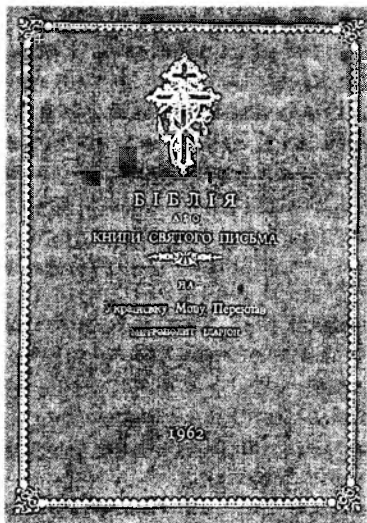 БІБЛІЯ
АБО
КНИГИ СВЯТОГО ПИСЬМА
НА
Українську Мову Переклав
МИТРОПОЛИТ ІЛАРІОН
1962